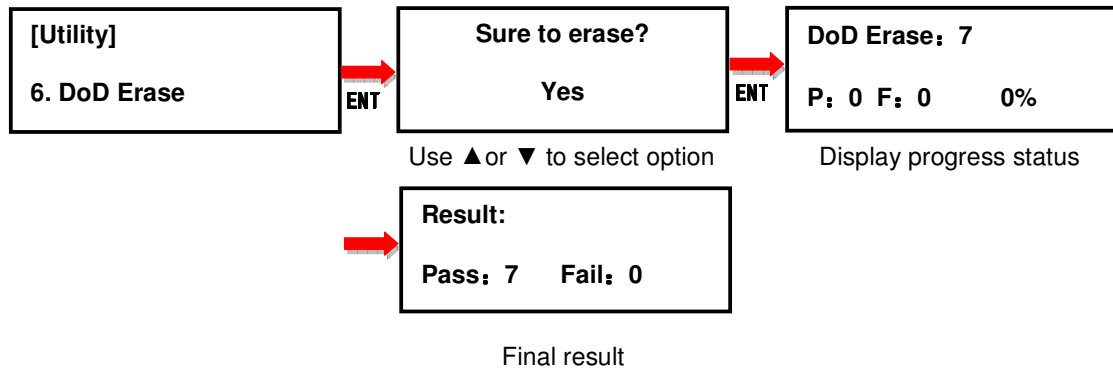 [Utility]
6. DoD Erase
ENT
Sure to erase?
Yes
Use ▲or ▼ to select option
ENT
DoD Erase：7
P：0 F：0 0%
Display progress status
Result:
Pass：7 Fail：0
Final result